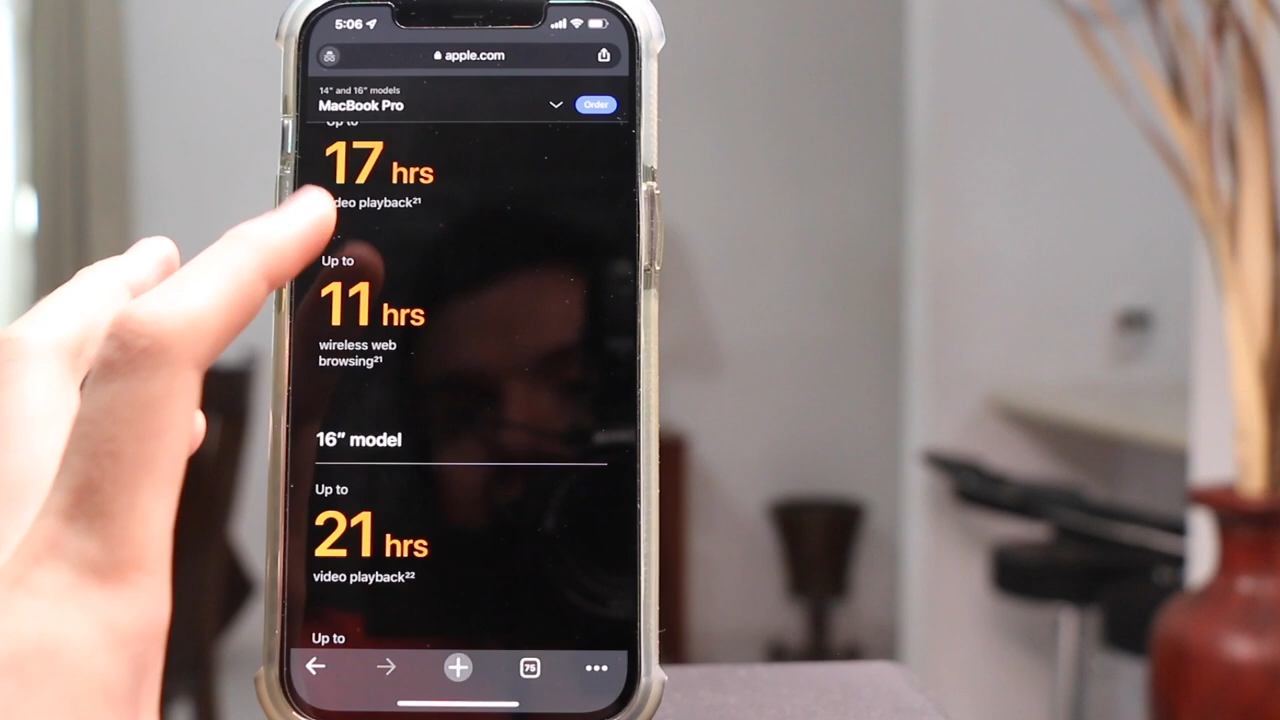 5:06
apple.com
14" and 16" models
MacBook Pro
Order
Up to
17 hrs
deo playback²¹
Up to
11 hrs
wireless web
browsing²¹
16" model
Up to
21 hrs
video playback²²
Up to
75